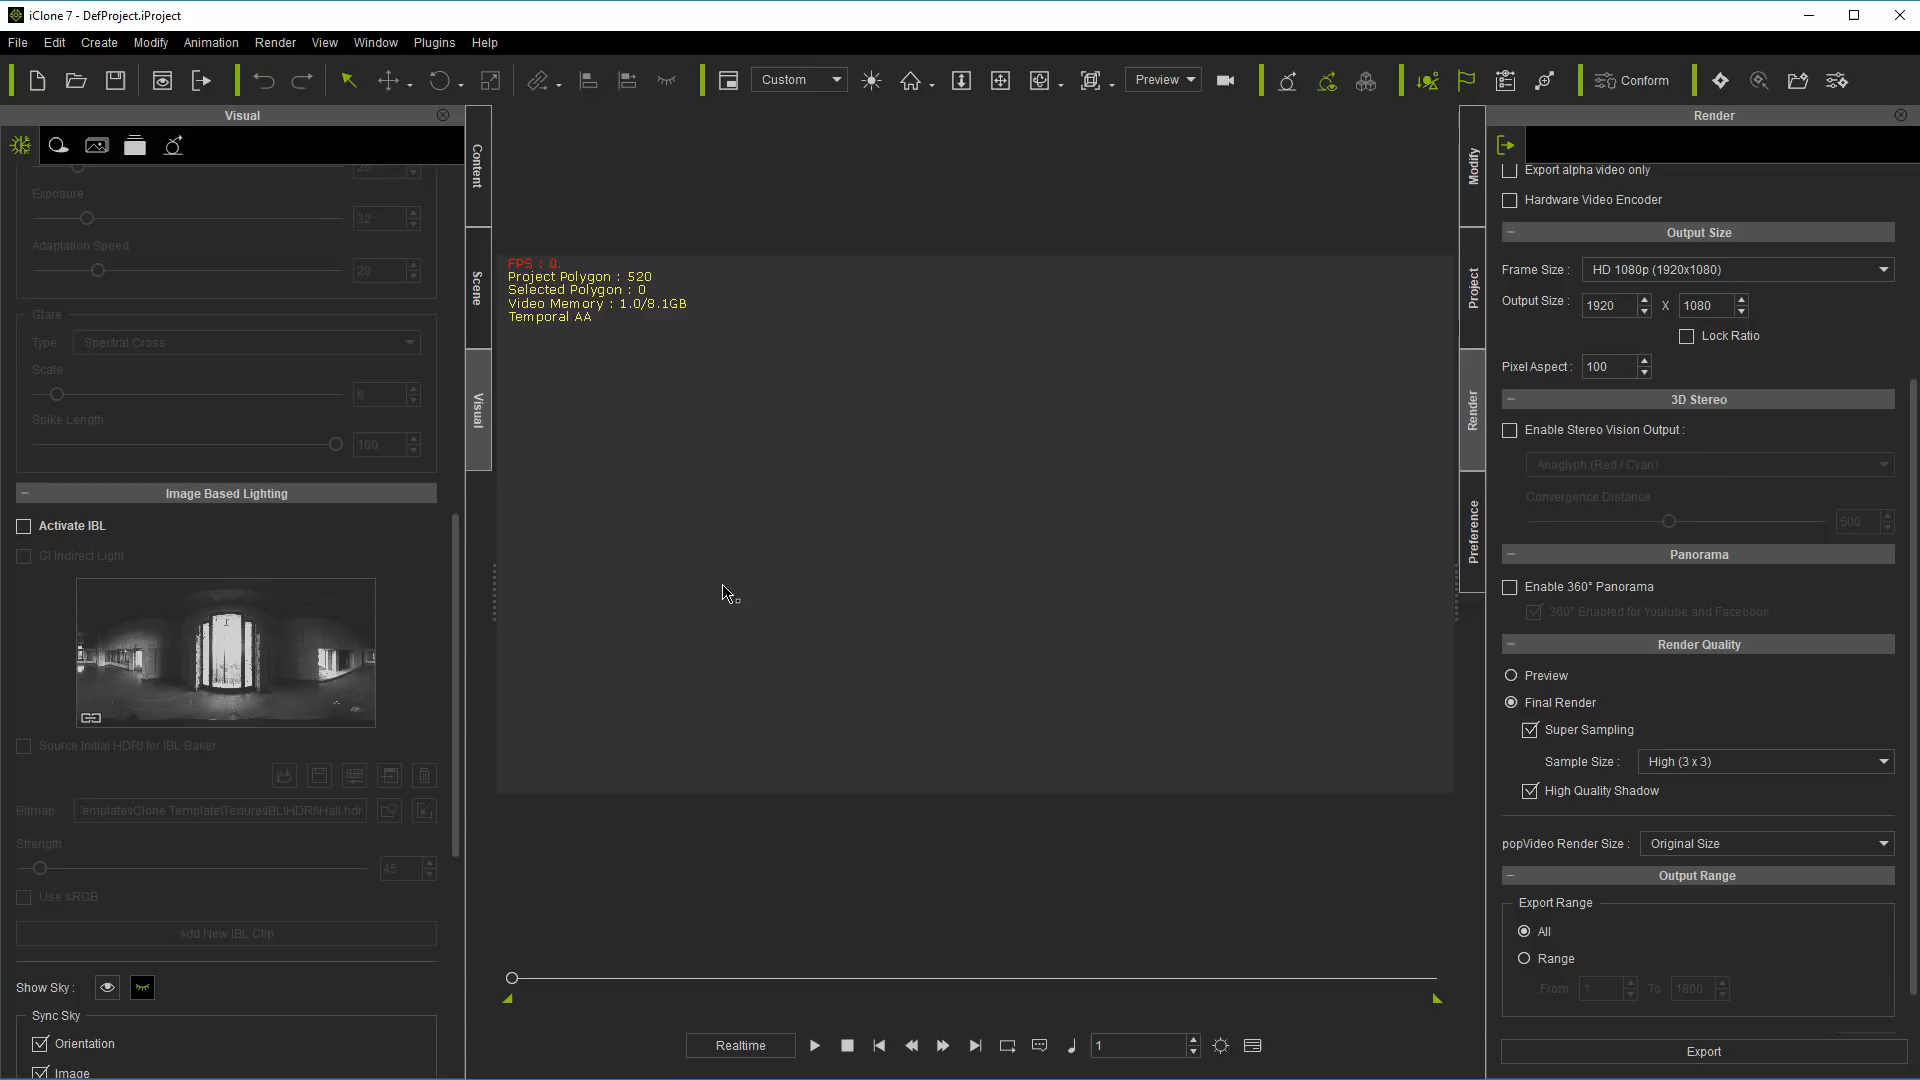 iClone 7 - DefProject.iProject
File Edit Create Modify Animation Render View Window Plugins Help
Custom
Preview
Conform
Visual
Exposure
32
Adaptation Speed
20
Glare
Type:
Spectral Cross
Scale
6
Spike Length
100
Image Based Lighting
Activate IBL
GI Indirect Light
Source Initial HDRI for IBL Baker
Bitmap:
Strength
45
Use sRGB
Add New IBL Clip
Show Sky :
Sync Sky
Orientation
Image
Content
Scene
Visual
FPS : 0.
Project Polygon : 520
Selected Polygon : 0
Video Memory : 1.0/8.1GB
Temporal AA
Realtime
1
Modify
Project
Render
Preference
Render
Export alpha video only
Hardware Video Encoder
Output Size
Frame Size : HD 1080p (1920x1080)
Output Size : 1920 X 1080
Lock Ratio
Pixel Aspect : 100
3D Stereo
Enable Stereo Vision Output :
Anaglyph (Red / Cyan)
Convergence Distance
500
Panorama
Enable 360° Panorama
360° Enabled for Youtube and Facebook
Render Quality
Preview
Final Render
Super Sampling
Sample Size : High (3 x 3)
High Quality Shadow
popVideo Render Size : Original Size
Output Range
Export Range
All
Range
From 1 To 1800
Export